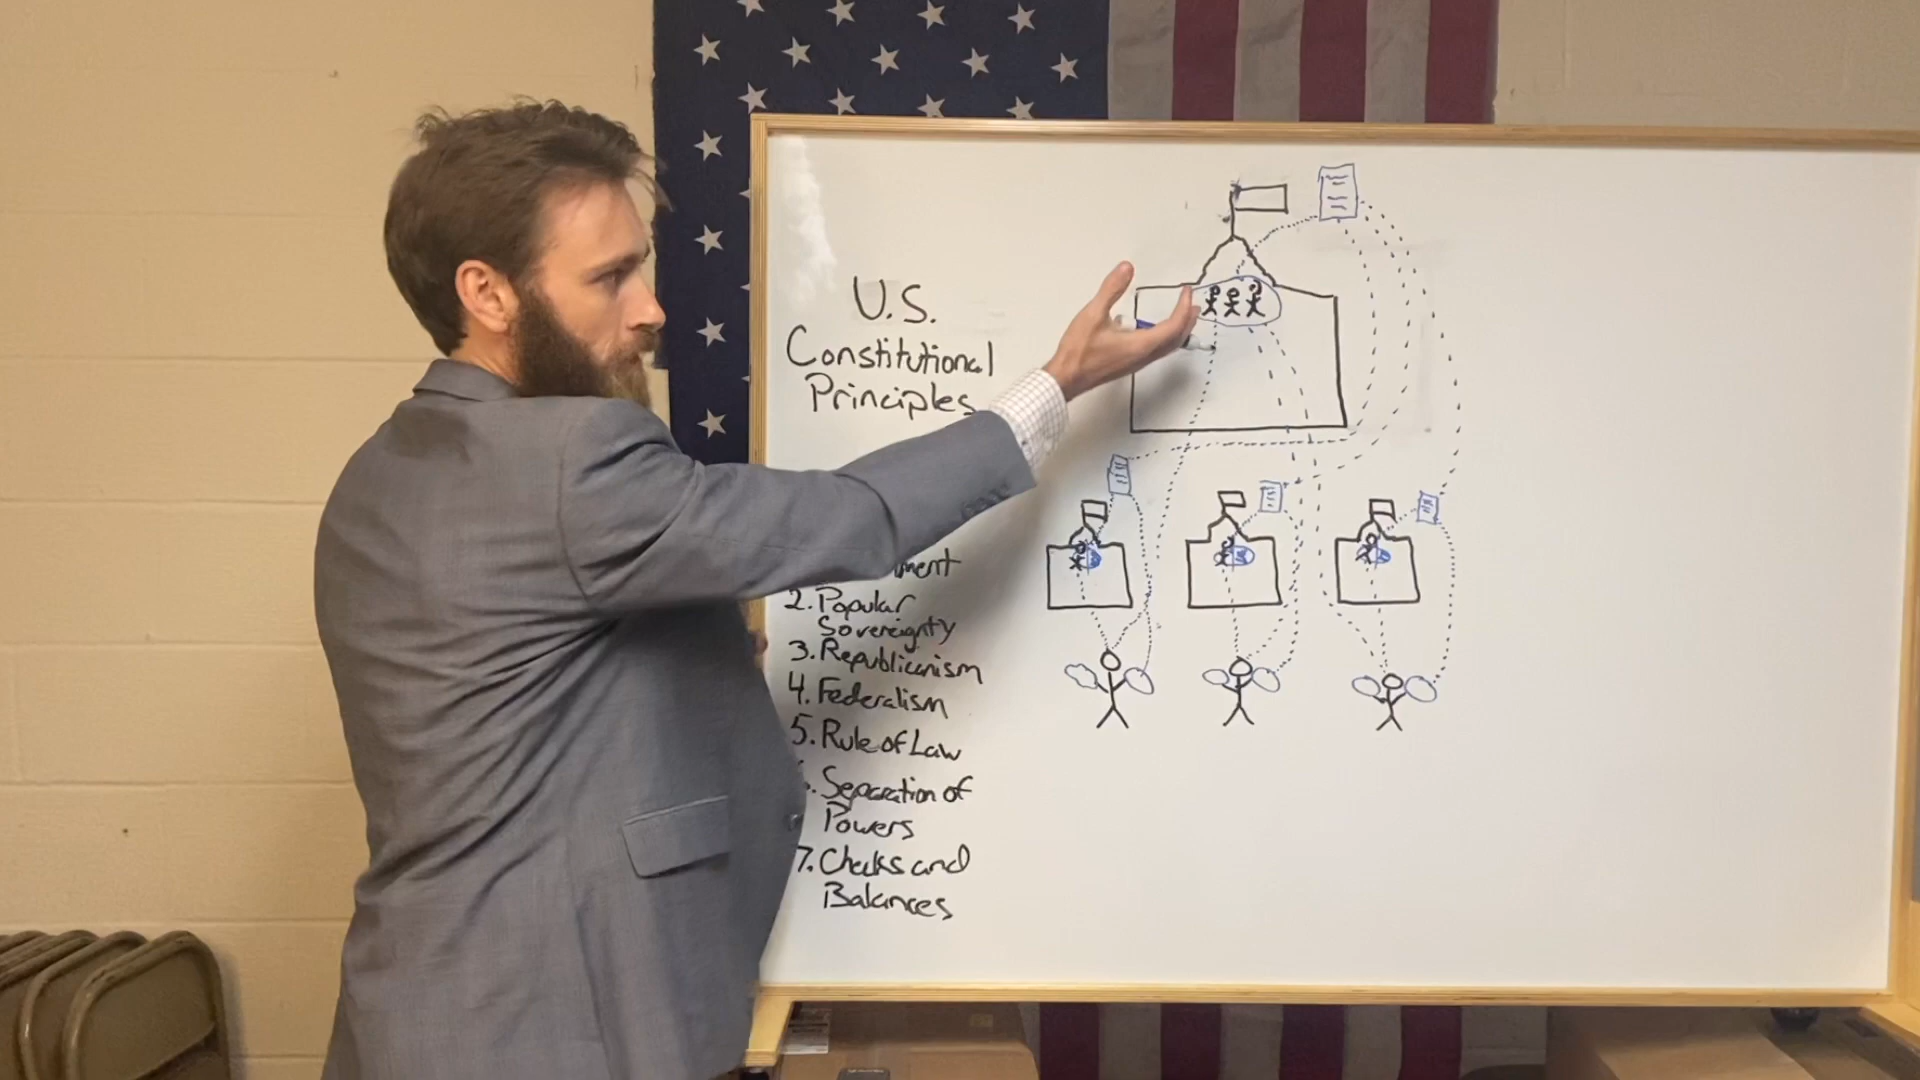 U.S.
Constitutional
Principles
2. Popular
Sovereignty
3. Republicanism
4. Federalism
5. Rule of Law
Separation of
Powers
7. Checks and
Balances